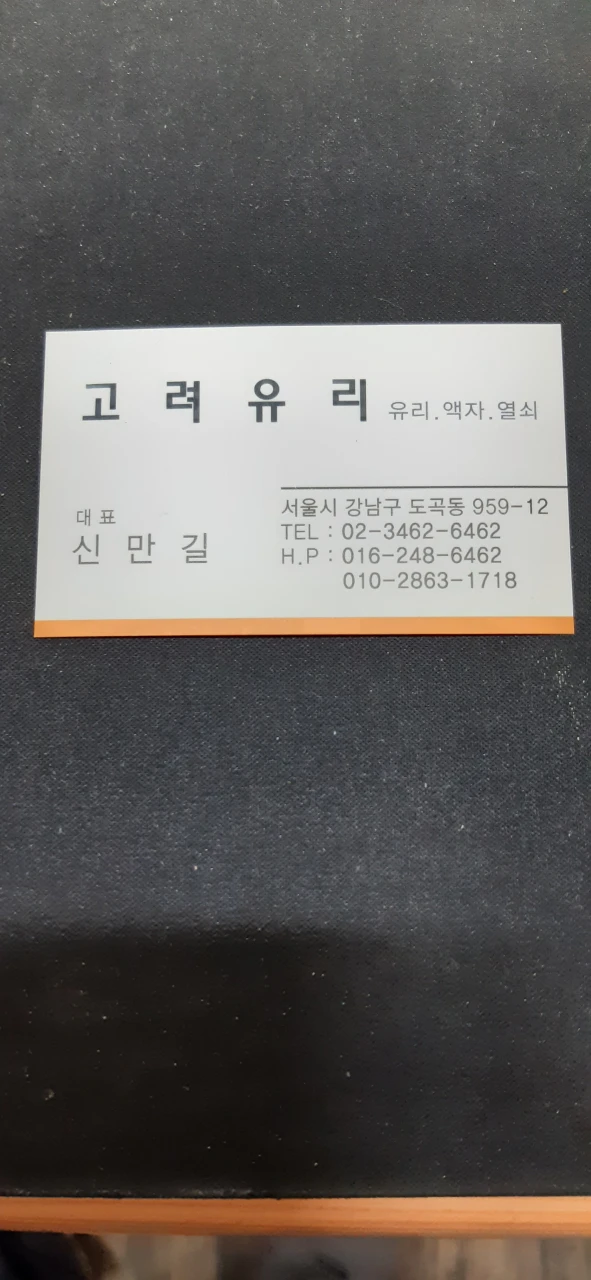 고 려 유 리 유리.액자.열쇠
대 표
신 만 길
서울시 강남구 도곡동 959-12
TEL : 02-3462-6462
H.P : 016-248-6462
010-2863-1718